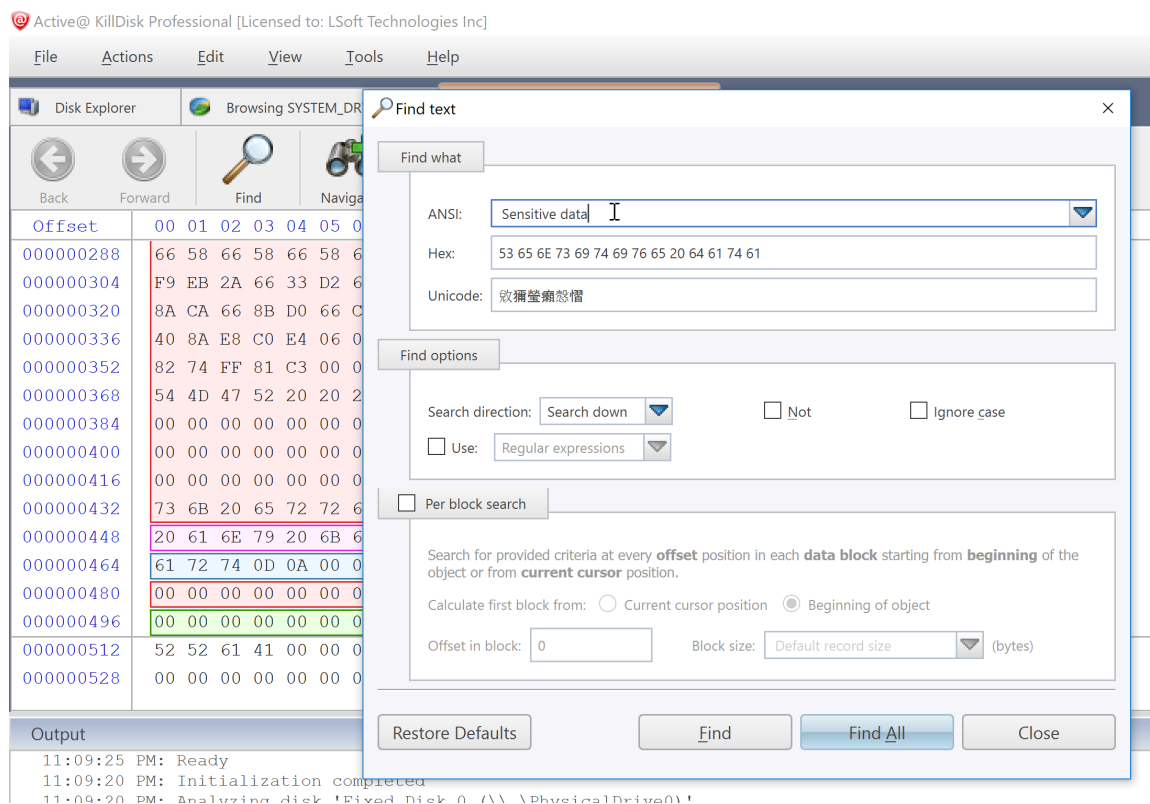 Active@ KillDisk Professional [Licensed to: LSoft Technologies Inc]
File Actions Edit View Tools Help
Disk Explorer Browsing SYSTEM_DR
Back Forward Find Naviga
Offset 00 01 02 03 04 05 0
000000288 66 58 66 58 66 58 6
000000304 F9 EB 2A 66 33 D2 6
000000320 8A CA 66 8B D0 66 C
000000336 40 8A E8 C0 E4 06 0
000000352 82 74 FF 81 C3 00 0
000000368 54 4D 47 52 20 20 2
000000384 00 00 00 00 00 00 0
000000400 00 00 00 00 00 00 0
000000416 00 00 00 00 00 00 0
000000432 73 6B 20 65 72 72 6
000000448 20 61 6E 79 20 6B 6
000000464 61 72 74 0D 0A 00 0
000000480 00 00 00 00 00 00 0
000000496 00 00 00 00 00 00 0
000000512 52 52 61 41 00 00 0
000000528 00 00 00 00 00 00 0
Find text
Find what
ANSI: Sensitive data
Hex: 53 65 6E 73 69 74 69 76 65 20 64 61 74 61
Unicode:
Find options
Search direction: Search down Not Ignore case
Use: Regular expressions
Per block search
Search for provided criteria at every offset position in each data block starting from beginning of the
object or from current cursor position.
Calculate first block from: Current cursor position Beginning of object
Offset in block: 0 Block size: Default record size (bytes)
Restore Defaults Find Find All Close
Output
11:09:25 PM: Ready
11:09:20 PM: Initialization completed
11:09:20 PM: Analyzing disk 'Fixed Disk 0 (\\.\PhysicalDrive0)'